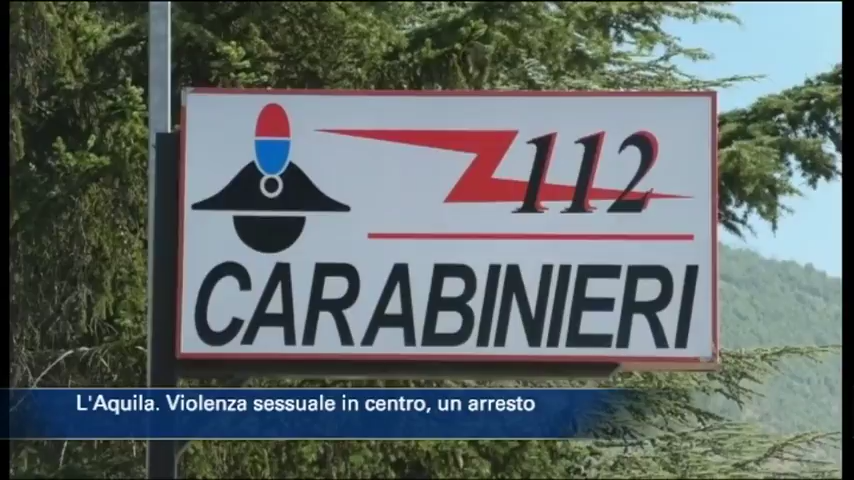 112
CARABINIERI
L'Aquila. Violenza sessuale in centro, un arresto